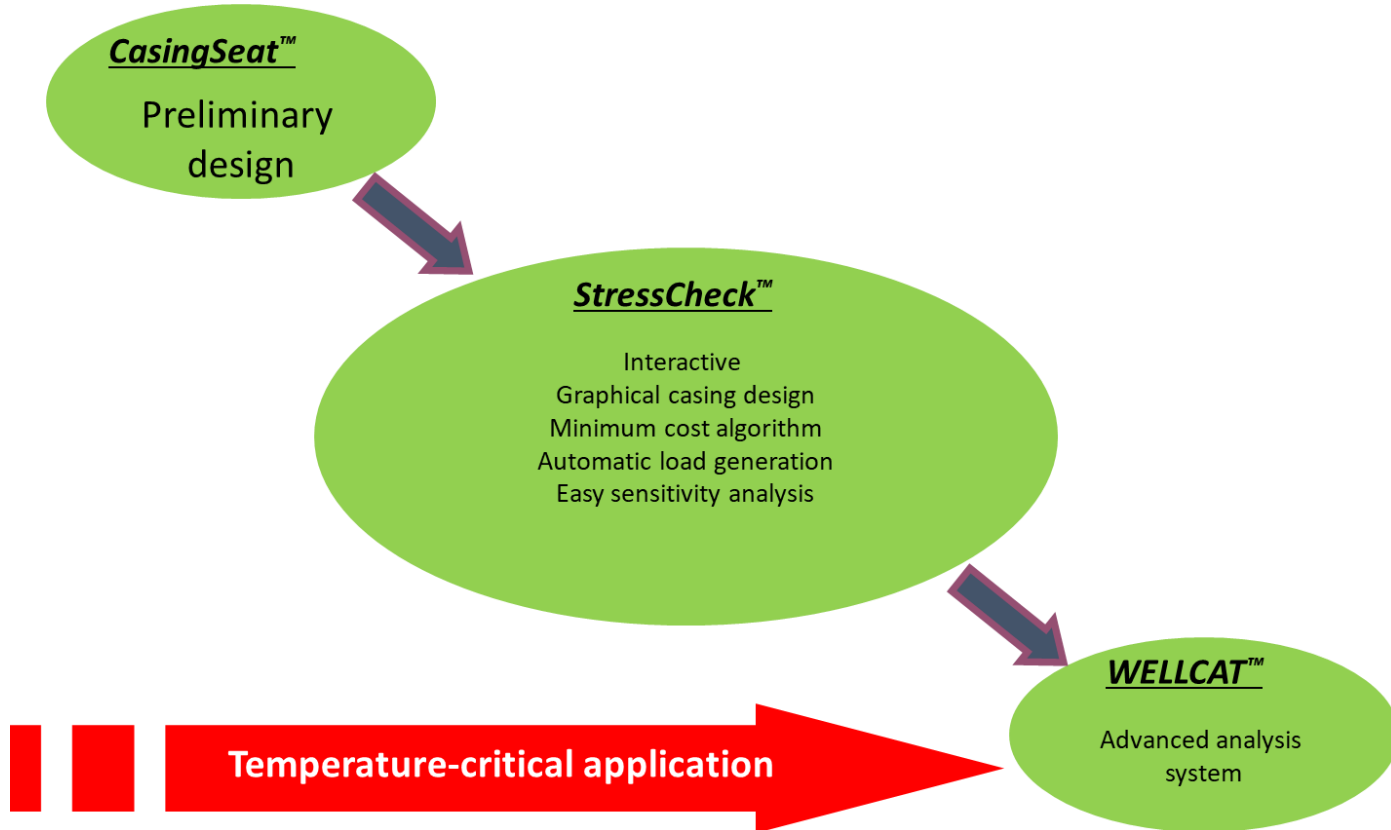 CasingSeat™
Preliminary
design
StressCheck™
Interactive
Graphical casing design
Minimum cost algorithm
Automatic load generation
Easy sensitivity analysis
WELLCAT™
Advanced analysis
system
Temperature-critical application